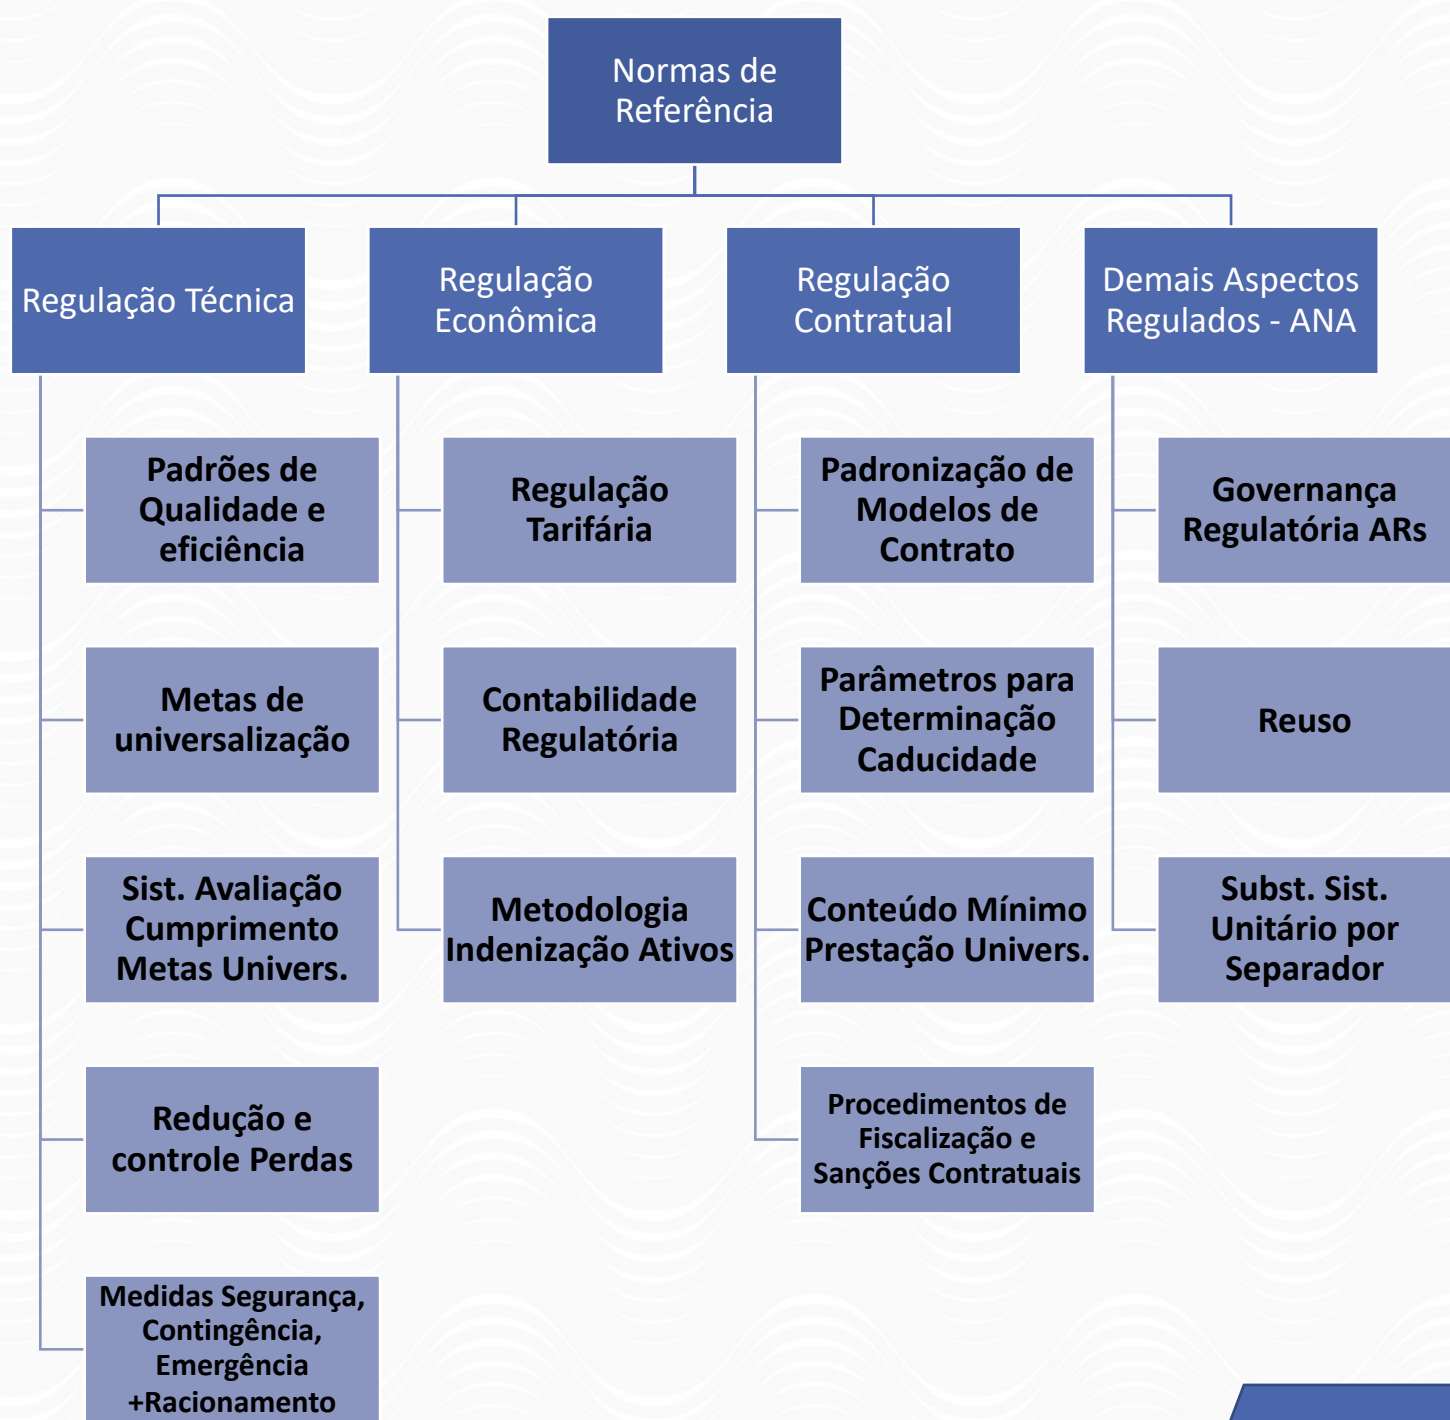 Normas de
Referência
Regulação Técnica
Regulação
Econômica
Regulação
Contratual
Demais Aspectos
Regulados - ANA
Padrões de
Qualidade e
eficiência
Metas de
universalização
Sist. Avaliação
Cumprimento
Metas Univers.
Redução e
controle Perdas
Medidas Segurança,
Contingência,
Emergência
+Racionamento
Regulação
Tarifária
Contabilidade
Regulatória
Metodologia
Indenização Ativos
Padronização de
Modelos de
Contrato
Parâmetros para
Determinação
Caducidade
Conteúdo Mínimo
Prestação Univers.
Procedimentos de
Fiscalização e
Sanções Contratuais
Governança
Regulatória ARs
Reuso
Subst. Sist.
Unitário por
Separador